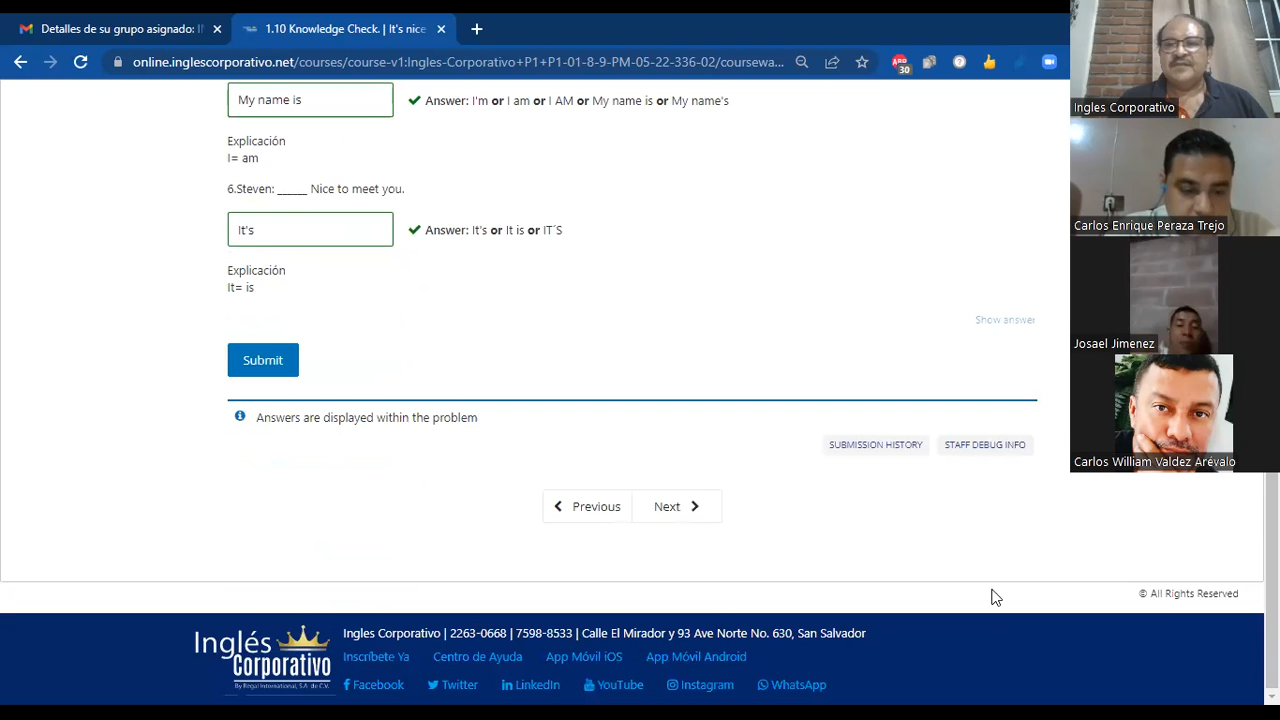 Detalles de su grupo asignado: I
1.10 Knowledge Check. | It's nice
online.inglescorporativo.net/courses/course-v1:Ingles-Corporativo+P1+P1-01-8-9-PM-05-22-336-02/coursewa...
30
My name is
Answer: I'm or I am or I AM or My name is or My name's
Explicación
I= am
6.Steven: ______ Nice to meet you.
It's
Answer: It's or It is or IT´S
Explicación
It= is
Show answer
Submit
Answers are displayed within the problem
SUBMISSION HISTORY
STAFF DEBUG INFO
Previous
Next
© All Rights Reserved
Inglés Corporativo
By Regal International, S.A. de C.V.
Ingles Corporativo | 2263-0668 | 7598-8533 | Calle El Mirador y 93 Ave Norte No. 630, San Salvador
Inscríbete Ya
Centro de Ayuda
App Móvil iOS
App Móvil Android
Facebook
Twitter
LinkedIn
YouTube
Instagram
WhatsApp
Ingles Corporativo
Carlos Enrique Peraza Trejo
Josael Jimenez
Carlos William Valdez Arévalo